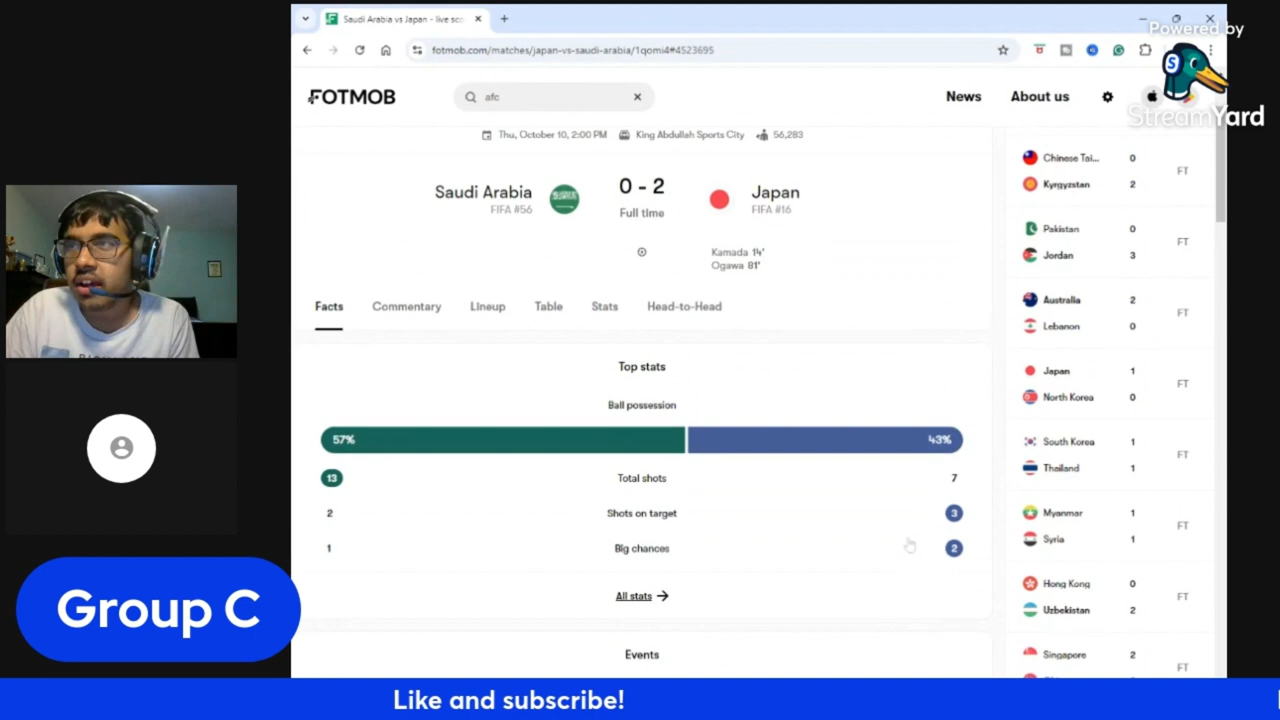 Saudi Arabia vs Japan - live sco
fotmob.com/matches/japan-vs-saudi-arabia/1qomi4#4523695
Powered by
StreamYard
FOTMOB
afc
News
About us
Thu, October 10, 2:00 PM
King Abdullah Sports City
56,283
Saudi Arabia
FIFA #56
0 - 2
Full time
Japan
FIFA #16
Kamada 14'
Ogawa 81'
Facts
Commentary
Lineup
Table
Stats
Head-to-Head
Top stats
Ball possession
57%
43%
13
Total shots
7
2
Shots on target
3
1
Big chances
2
All stats
Events
Chinese Tai... 0
FT
Kyrgyzstan 2
Pakistan 0
FT
Jordan 3
Australia 2
FT
Lebanon 0
Japan 1
FT
North Korea 0
South Korea 1
FT
Thailand 1
Myanmar 1
FT
Syria 1
Hong Kong 0
FT
Uzbekistan 2
Singapore 2
FT
Group C
Like and subscribe!